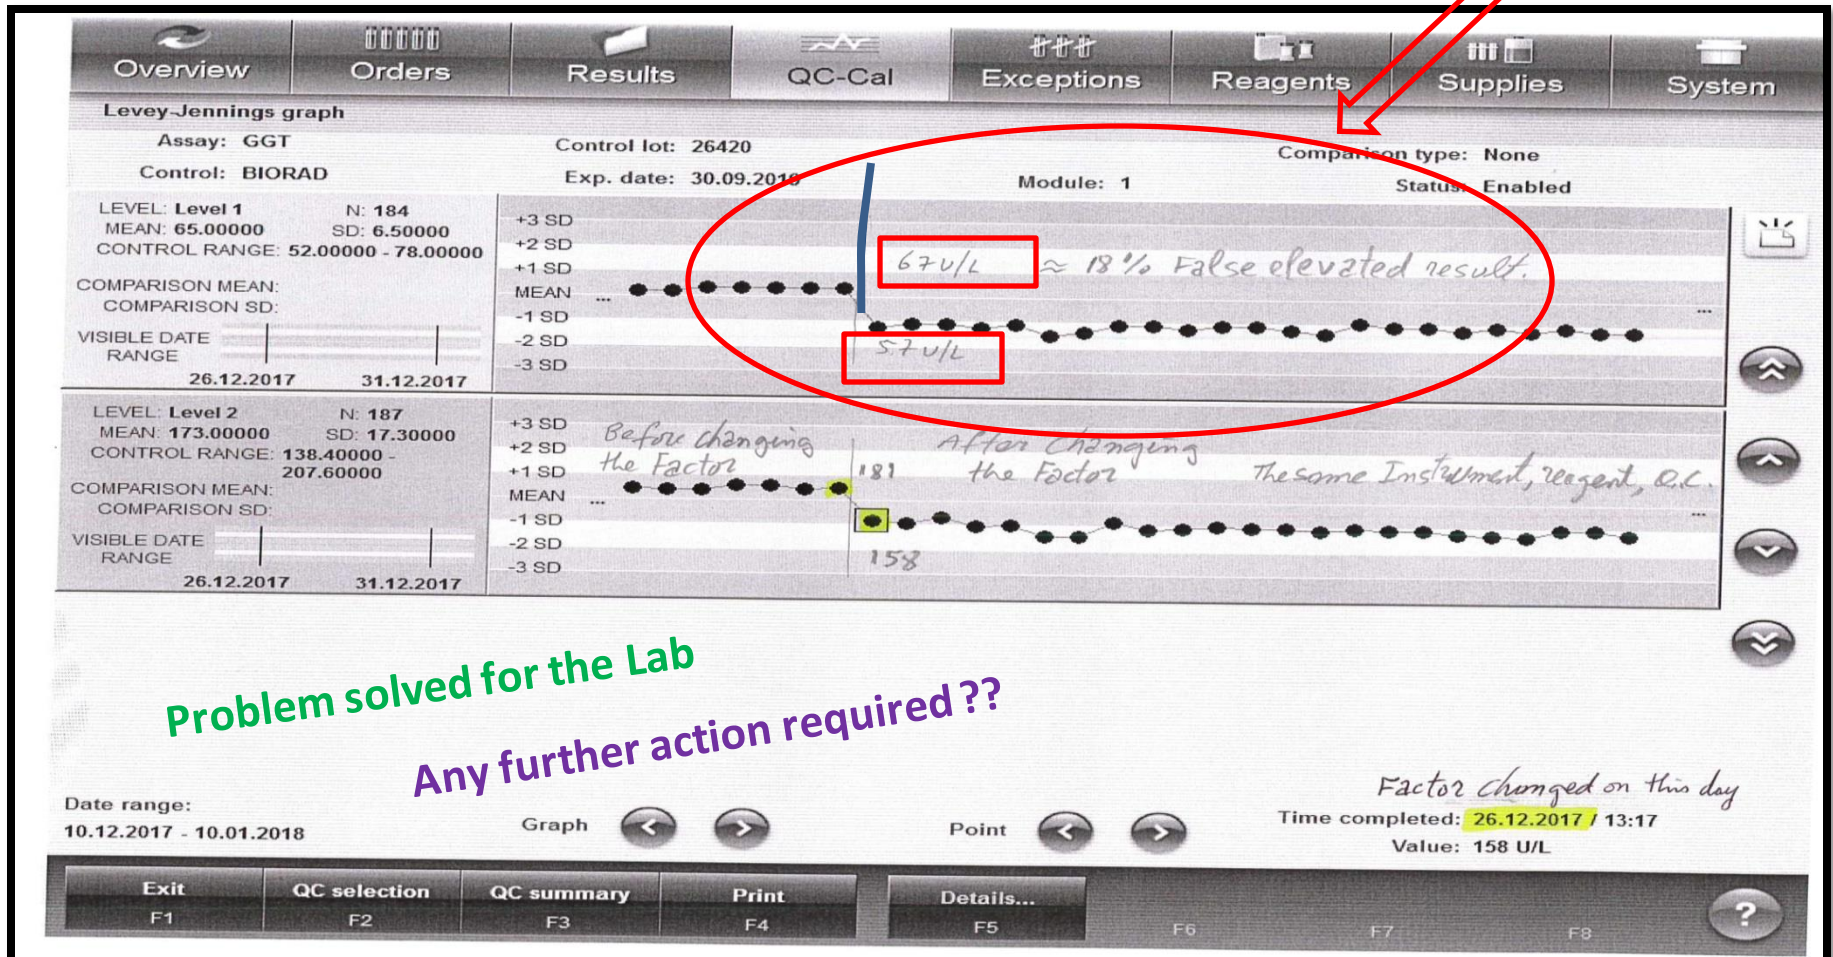 Overview Orders Results QC-Cal Exceptions Reagents Supplies System
Levey-Jennings graph
Assay: GGT
Control: BIORAD
Control lot: 26420
Exp. date: 30.09.2019
Module: 1
Comparison type: None
Status: Enabled
LEVEL: Level 1 N: 184
MEAN: 65.00000 SD: 6.50000
CONTROL RANGE: 52.00000 - 78.00000
COMPARISON MEAN:
COMPARISON SD:
VISIBLE DATE
RANGE
26.12.2017 31.12.2017
+3 SD
+2 SD
+1 SD
MEAN ...
-1 SD
-2 SD
-3 SD
67 U/L ≈ 18% False elevated result.
57 U/L
...
LEVEL: Level 2 N: 187
MEAN: 173.00000 SD: 17.30000
CONTROL RANGE: 138.40000 -
207.60000
COMPARISON MEAN:
COMPARISON SD:
VISIBLE DATE
RANGE
26.12.2017 31.12.2017
+3 SD
+2 SD
+1 SD
MEAN ...
-1 SD
-2 SD
-3 SD
Before changing
the Factor
181
After Changing
the Factor
The same Instrument, reagent, Q.C.
...
158
Problem solved for the Lab
Any further action required ??
Date range:
10.12.2017 - 10.01.2018
Graph
Point
Factor changed on this day
Time completed: 26.12.2017 / 13:17
Value: 158 U/L
Exit QC selection QC summary Print Details...
F1 F2 F3 F4 F5 F6 F7 F8
?